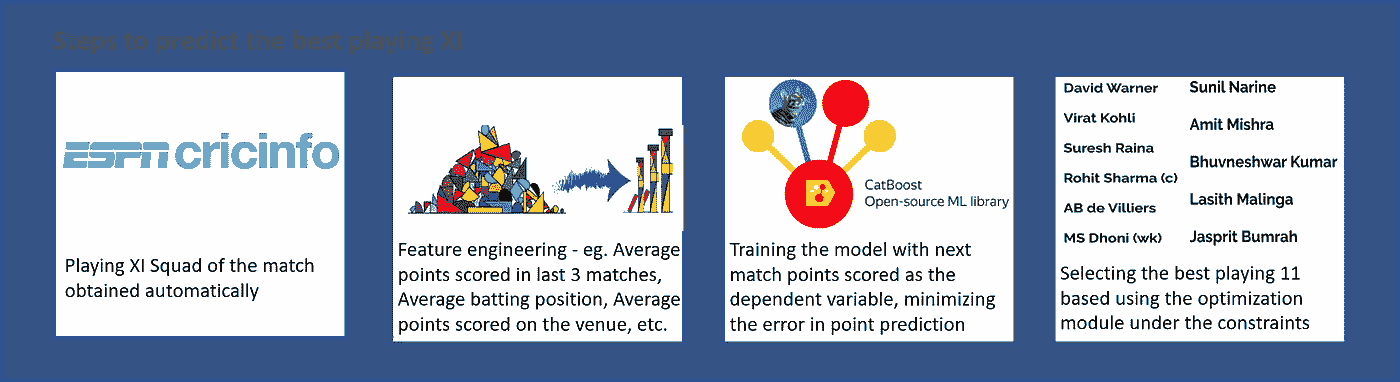 Steps to predict the best playing XI
ESPN cricinfo
Playing XI Squad of the match
obtained automatically
Feature engineering - eg. Average
points scored in last 3 matches,
Average batting position, Average
points scored on the venue, etc.
CatBoost
Open-source ML library
Training the model with next
match points scored as the
dependent variable, minimizing
the error in point prediction
David Warner
Virat Kohli
Suresh Raina
Rohit Sharma (c)
AB de Villiers
MS Dhoni (wk)
Sunil Narine
Amit Mishra
Bhuvneshwar Kumar
Lasith Malinga
Jasprit Bumrah
Selecting the best playing 11
based using the optimization
module under the constraints